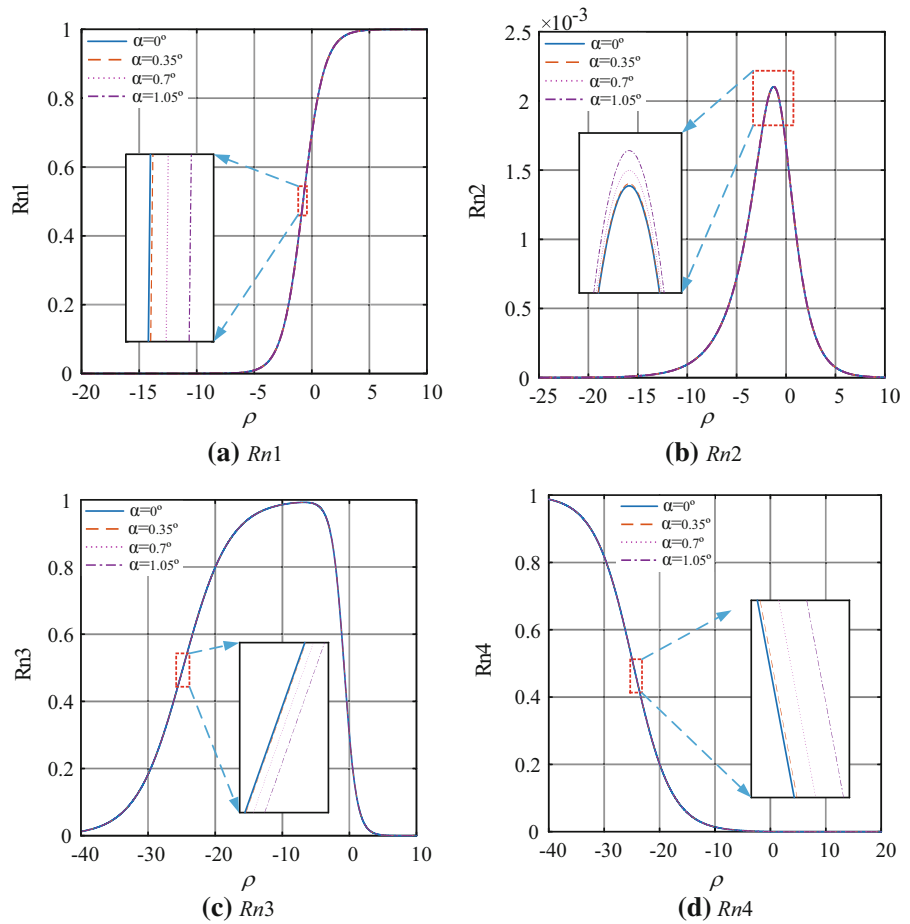 ×10⁻³
1
0.8
0.6
0.4
0.2
0
Rn1
α=0°
α=0.35°
α=0.7°
α=1.05°
-20 -15 -10 -5 0 5 10
ρ
(a) Rn1
2.5
2
1.5
1
0.5
0
Rn2
α=0°
α=0.35°
α=0.7°
α=1.05°
-25 -20 -15 -10 -5 0 5 10
ρ
(b) Rn2
1
0.8
0.6
0.4
0.2
0
Rn3
α=0°
α=0.35°
α=0.7°
α=1.05°
-40 -30 -20 -10 0 10
ρ
(c) Rn3
1
0.8
0.6
0.4
0.2
0
Rn4
α=0°
α=0.35°
α=0.7°
α=1.05°
-40 -30 -20 -10 0 10 20
ρ
(d) Rn4